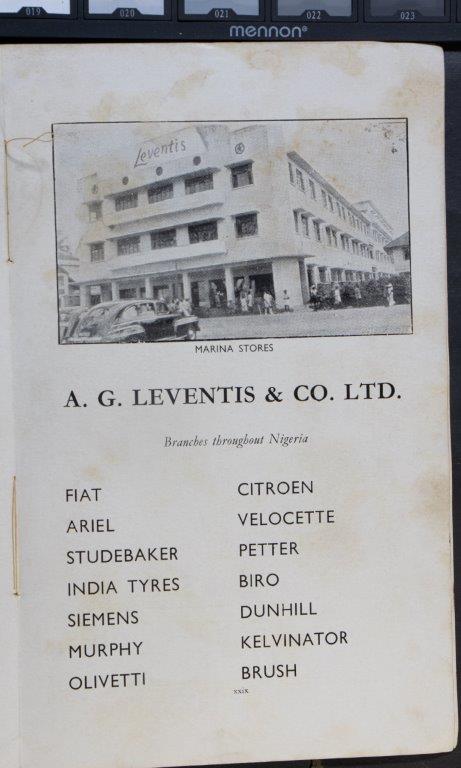 019 020 021 022 023
mennon®
Leventis
MARINA STORES
A. G. LEVENTIS & CO. LTD.
Branches throughout Nigeria
FIAT
ARIEL
STUDEBAKER
INDIA TYRES
SIEMENS
MURPHY
OLIVETTI
CITROEN
VELOCETTE
PETTER
BIRO
DUNHILL
KELVINATOR
BRUSH
xxix